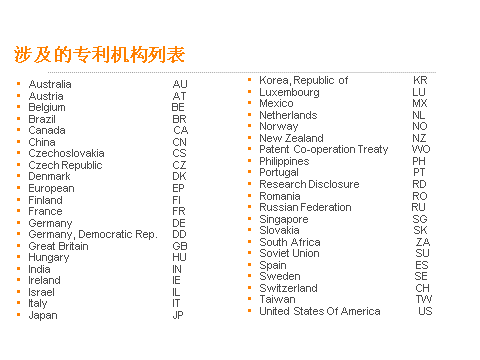 涉及的专利机构列表
Australia AU
Austria AT
Belgium BE
Brazil BR
Canada CA
China CN
Czechoslovakia CS
Czech Republic CZ
Denmark DK
European EP
Finland FI
France FR
Germany DE
Germany, Democratic Rep. DD
Great Britain GB
Hungary HU
India IN
Ireland IE
Israel IL
Italy IT
Japan JP
Korea, Republic of KR
Luxembourg LU
Mexico MX
Netherlands NL
Norway NO
New Zealand NZ
Patent Co-operation Treaty WO
Philippines PH
Portugal PT
Research Disclosure RD
Romania RO
Russian Federation RU
Singapore SG
Slovakia SK
South Africa ZA
Soviet Union SU
Spain ES
Sweden SE
Switzerland CH
Taiwan TW
United States Of America US